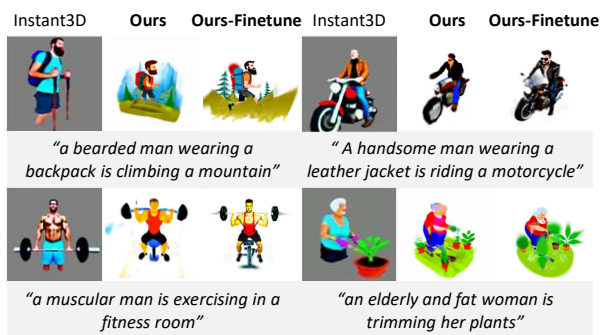 Instant3D Ours Ours-Finetune Instant3D Ours Ours-Finetune
“a bearded man wearing a
backpack is climbing a mountain”
“ A handsome man wearing a
leather jacket is riding a motorcycle”
“a muscular man is exercising in a
fitness room”
“an elderly and fat woman is
trimming her plants”